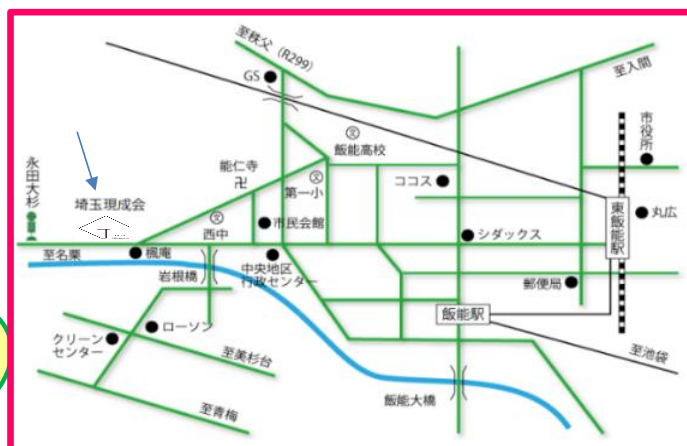 至秩父（R299）
GS
至入間
市役所
文
飯能高校
能仁寺
卍
永田大杉
埼玉現成会
文
第一小
ココス
丸広
東飯能駅
市民会館
文
西中
シダックス
至名栗
楓庵
岩根橋
中央地区
行政センター
郵便局
飯能駅
ローソン
クリーン
センター
至美杉台
至池袋
飯能大橋
至青梅